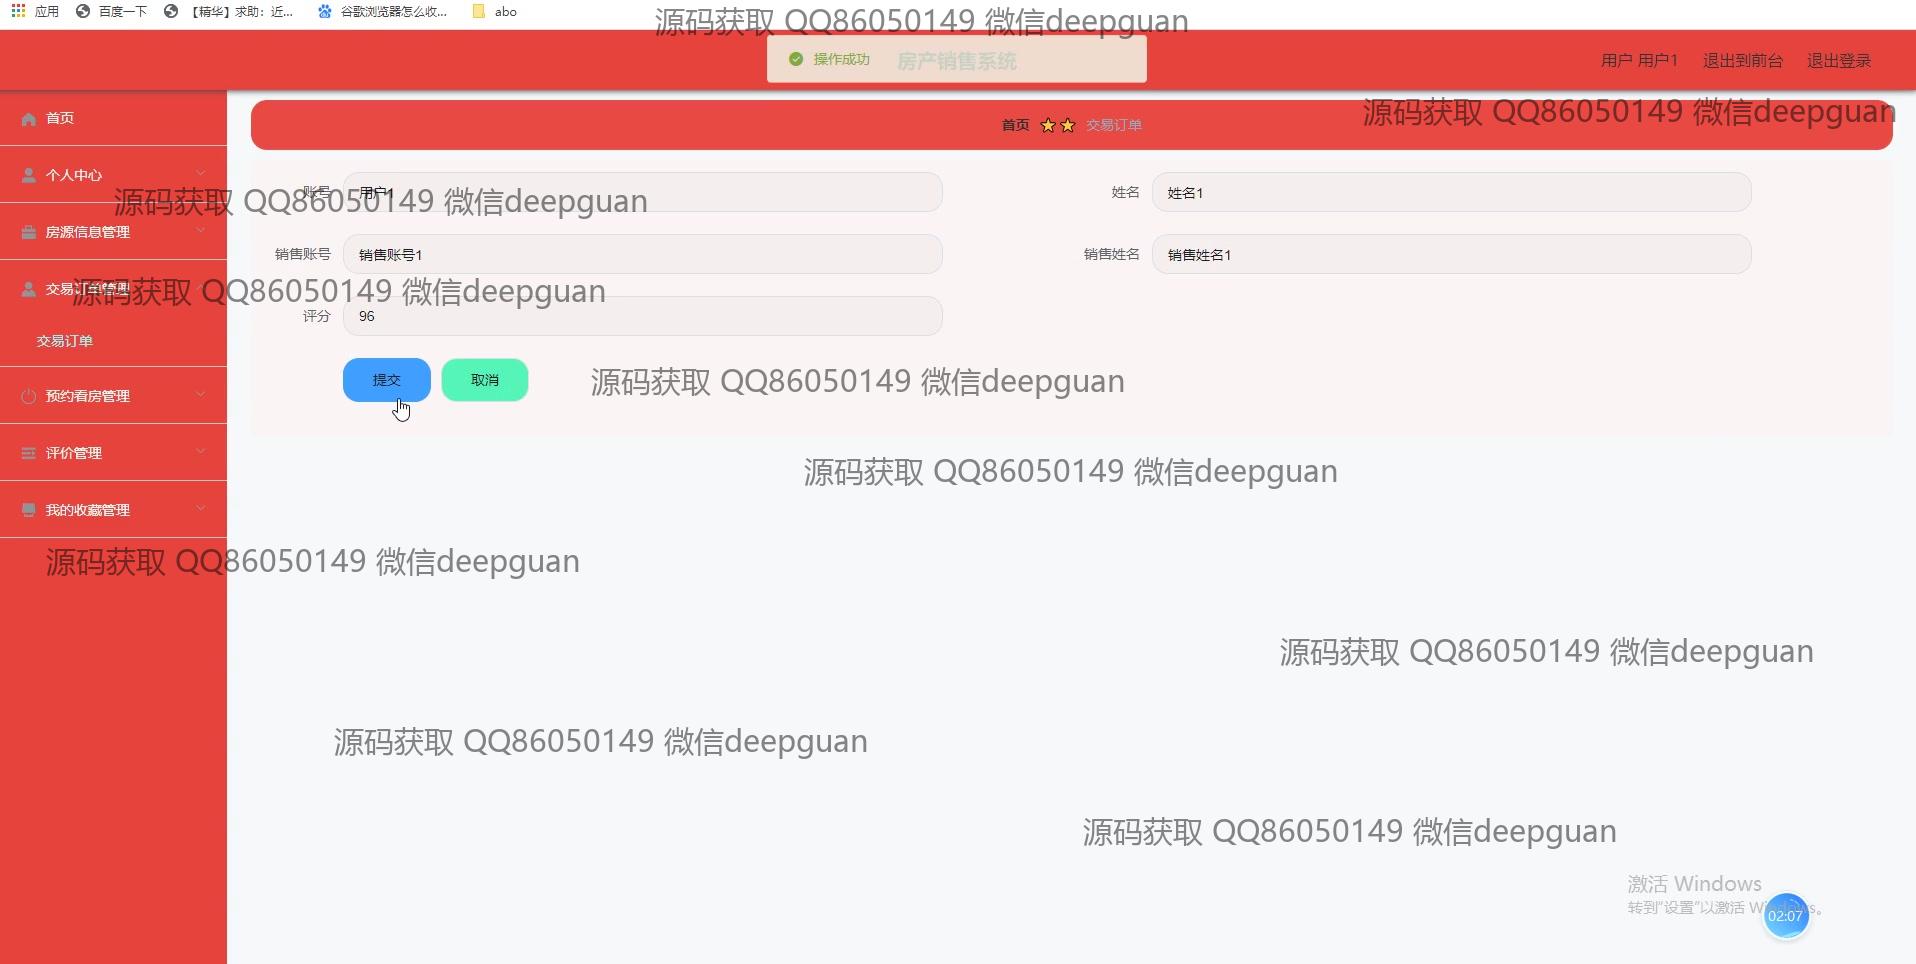 应用 百度一下 【精华】求助：近... 谷歌浏览器怎么收... abo
源码获取 QQ86050149 微信deepguan
操作成功 房产销售系统 用户 用户1 退出到前台 退出登录
源码获取 QQ86050149 微信deepguan
首页 首页 交易订单
个人中心
账号 用户1 姓名 姓名1
源码获取 QQ86050149 微信deepguan
房源信息管理
销售账号 销售账号1 销售姓名 销售姓名1
交易订单管理
源码获取 QQ86050149 微信deepguan
评分 96
交易订单
提交 取消
源码获取 QQ86050149 微信deepguan
预约看房管理
评价管理
源码获取 QQ86050149 微信deepguan
我的收藏管理
源码获取 QQ86050149 微信deepguan
源码获取 QQ86050149 微信deepguan
源码获取 QQ86050149 微信deepguan
源码获取 QQ86050149 微信deepguan
激活 Windows
转到“设置”以激活 Windows。
02:07